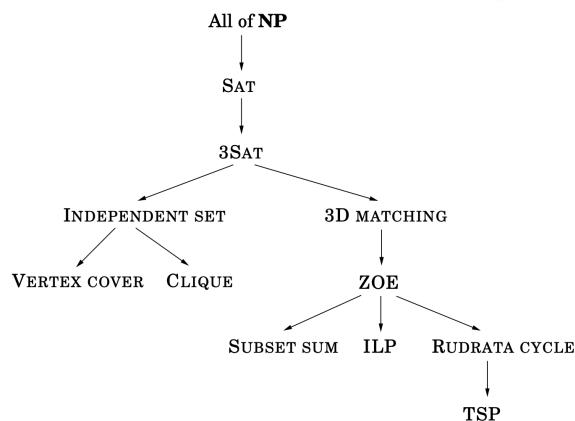 All of NP
SAT
3SAT
INDEPENDENT SET 3D MATCHING
VERTEX COVER CLIQUE ZOE
SUBSET SUM ILP RUDRATA CYCLE
TSP